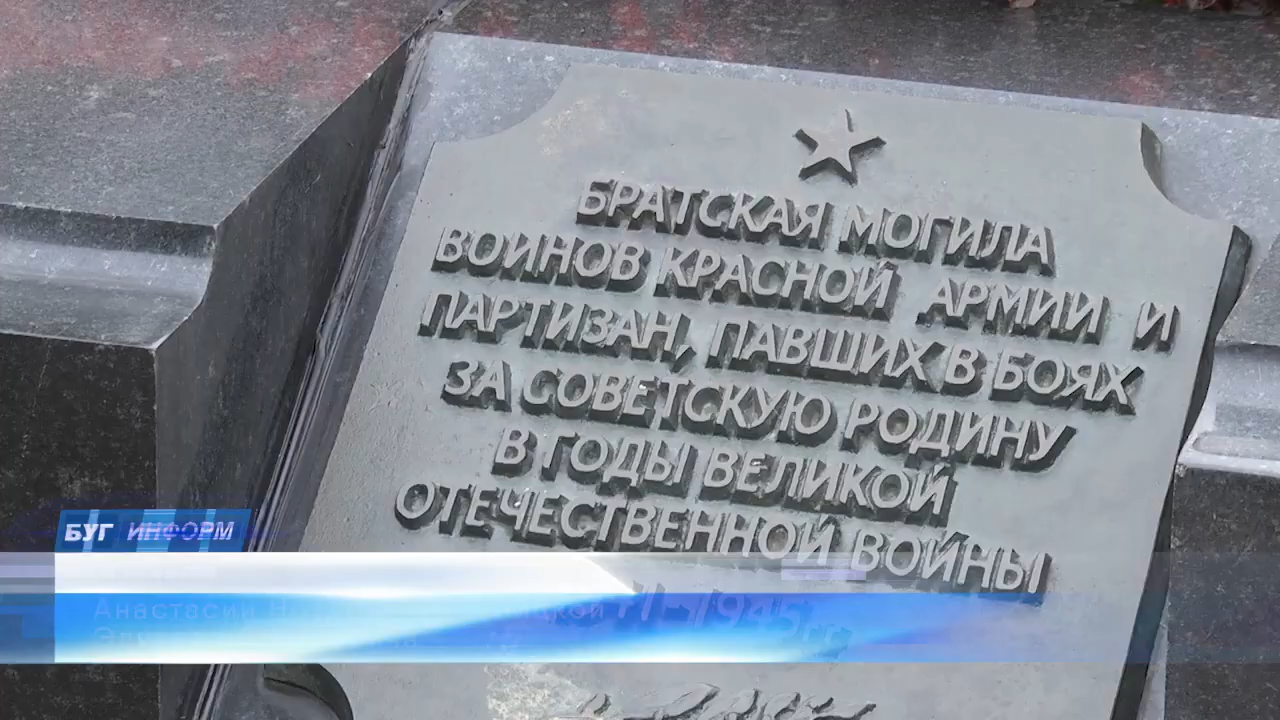 БРАТСКАЯ МОГИЛА
ВОИНОВ КРАСНОЙ АРМИИ И
ПАРТИЗАН, ПАВШИХ В БОЯХ
ЗА СОВЕТСКУЮ РОДИНУ
В ГОДЫ ВЕЛИКОЙ
ОТЕЧЕСТВЕННОЙ ВОЙНЫ
БУГ ИНФОРМ